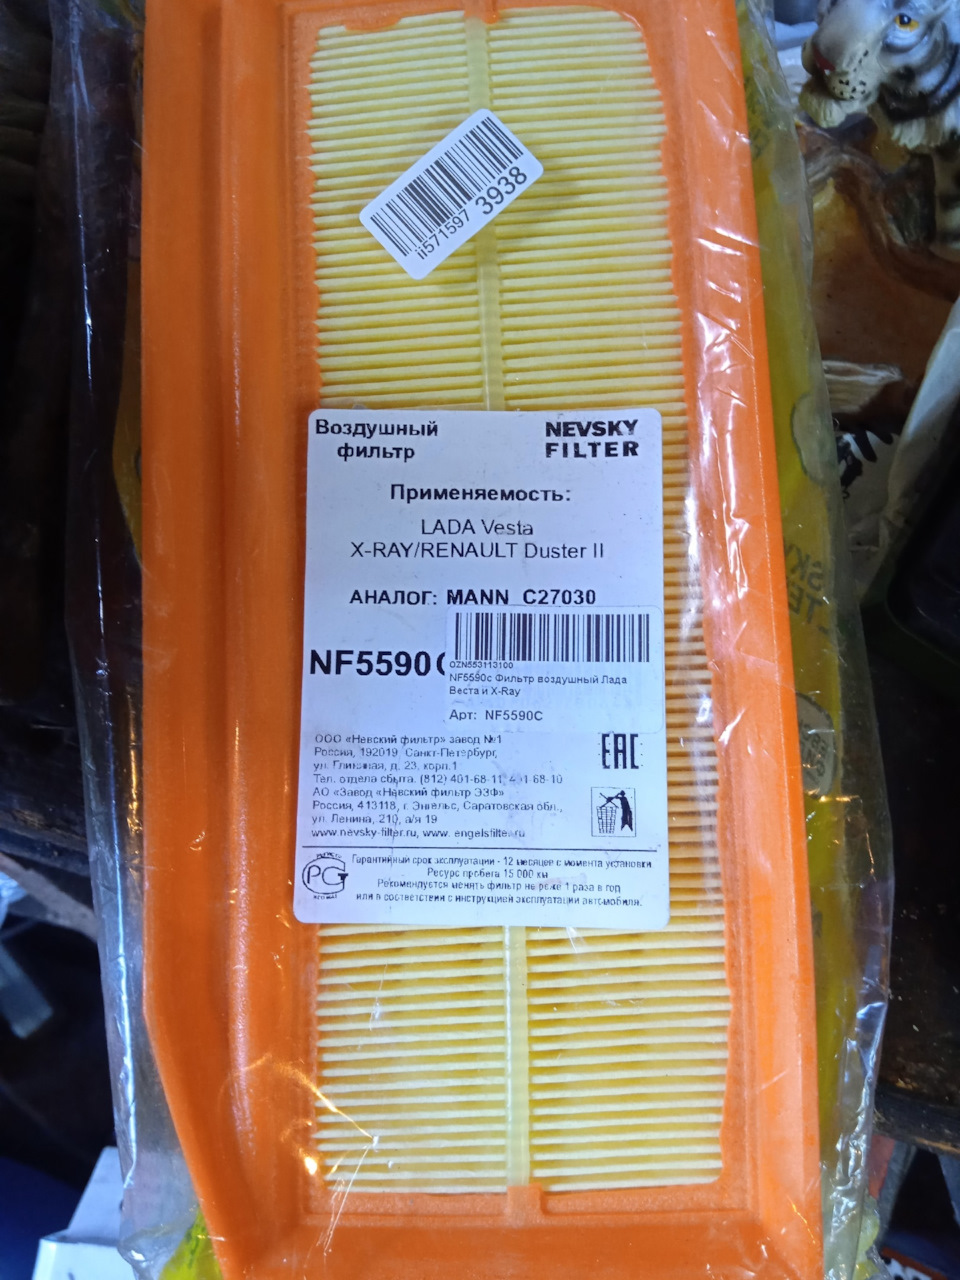 ii571597 3938
Воздушный
фильтр
NEVSKY
FILTER
Применяемость:
LADA Vesta
X-RAY/RENAULT Duster II
АНАЛОГ: MANN C27030
NF5590
OZN553113100
NF5590c Фильтр воздушный Лада
Веста и X-Ray
Арт: NF5590C
ООО «Невский фильтр» завод №1
Россия, 192019, Санкт-Петербург,
ул. Глиняная, д. 23, корп.1
Тел. отдела сбыта. (812) 401-68-11, 401-68-10
АО «Завод «Невский фильтр ЭЗФ»
Россия, 413118, г. Энгельс, Саратовская обл.,
ул. Ленина, 210, а/я 19
www.nevsky-filter.ru, www. engelsfilter.ru
EAC
РСТ
Гарантийный срок эксплуатации - 12 месяцев с момента установки
Ресурс пробега 15 000 км
Рекомендуется менять фильтр не реже 1 раза в год
или в соответствии с инструкцией эксплуатации автомобиля.